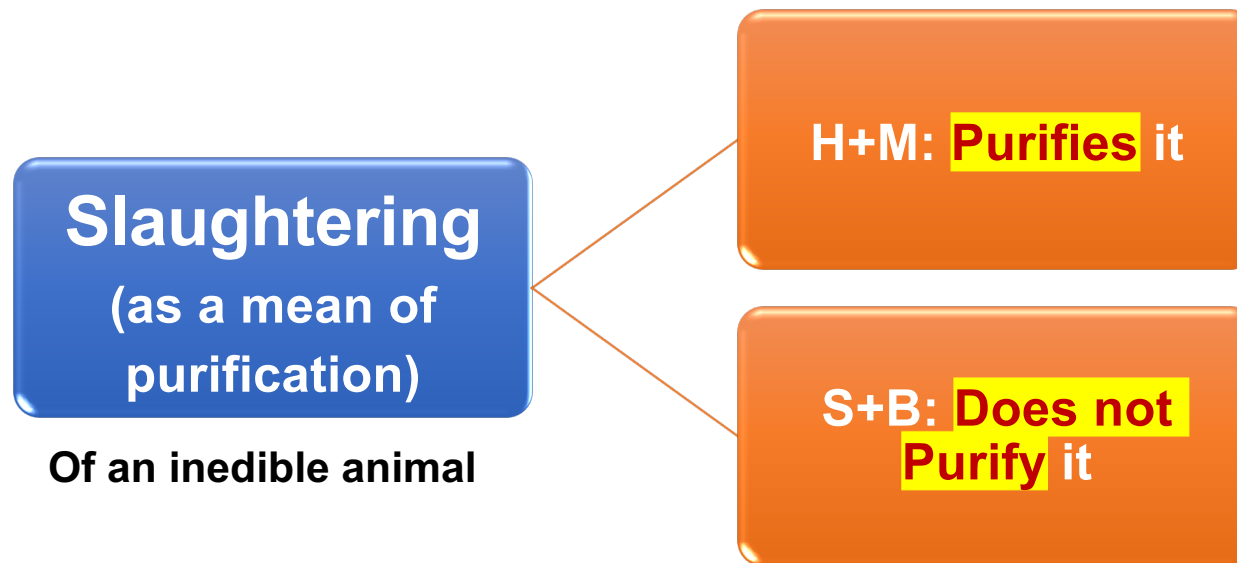 Slaughtering
(as a mean of
purification)
Of an inedible animal
H+M: Purifies it
S+B: Does not
Purify it